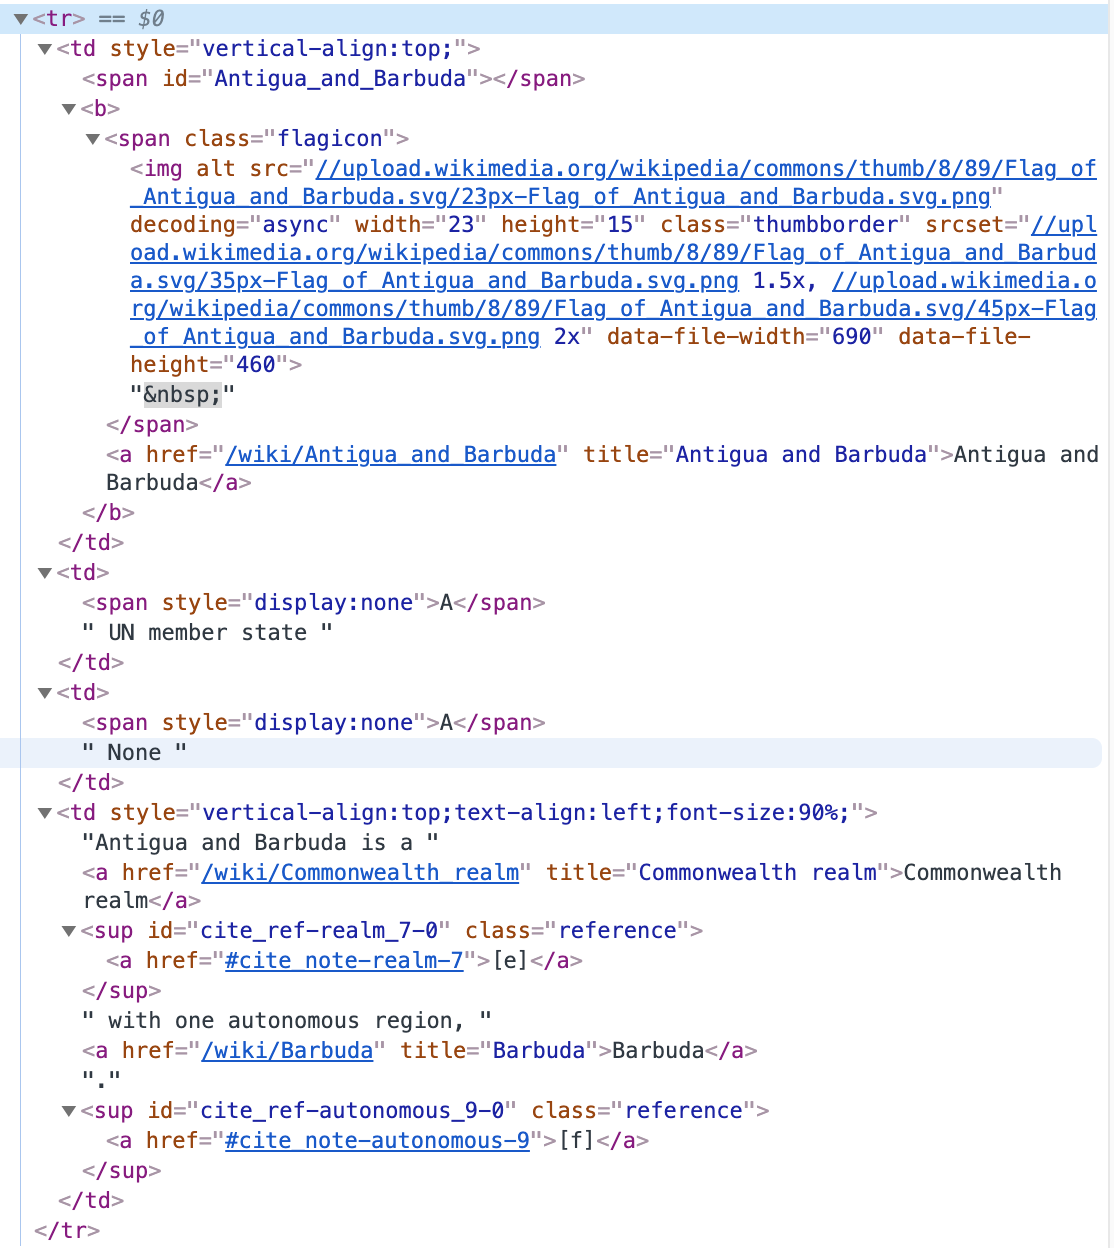 ▼<tr> == $0
▼<td style="vertical-align:top;">
<span id="Antigua_and_Barbuda"></span>
▼<b>
▼<span class="flagicon">
<img alt src="//upload.wikimedia.org/wikipedia/commons/thumb/8/89/Flag_of
_Antigua_and_Barbuda.svg/23px-Flag_of_Antigua_and_Barbuda.svg.png"
decoding="async" width="23" height="15" class="thumbborder" srcset="//upl
oad.wikimedia.org/wikipedia/commons/thumb/8/89/Flag_of_Antigua_and_Barbud
a.svg/35px-Flag_of_Antigua_and_Barbuda.svg.png 1.5x, //upload.wikimedia.o
rg/wikipedia/commons/thumb/8/89/Flag_of_Antigua_and_Barbuda.svg/45px-Flag
_of_Antigua_and_Barbuda.svg.png 2x" data-file-width="690" data-file-
height="460">
"&nbsp;"
</span>
<a href="/wiki/Antigua_and_Barbuda" title="Antigua and Barbuda">Antigua and
Barbuda</a>
</b>
</td>
▼<td>
<span style="display:none">A</span>
" UN member state "
</td>
▼<td>
<span style="display:none">A</span>
" None "
</td>
▼<td style="vertical-align:top;text-align:left;font-size:90%;">
"Antigua and Barbuda is a "
<a href="/wiki/Commonwealth_realm" title="Commonwealth realm">Commonwealth
realm</a>
▼<sup id="cite_ref-realm_7-0" class="reference">
<a href="#cite_note-realm-7">[e]</a>
</sup>
" with one autonomous region, "
<a href="/wiki/Barbuda" title="Barbuda">Barbuda</a>
"."
▼<sup id="cite_ref-autonomous_9-0" class="reference">
<a href="#cite_note-autonomous-9">[f]</a>
</sup>
</td>
</tr>